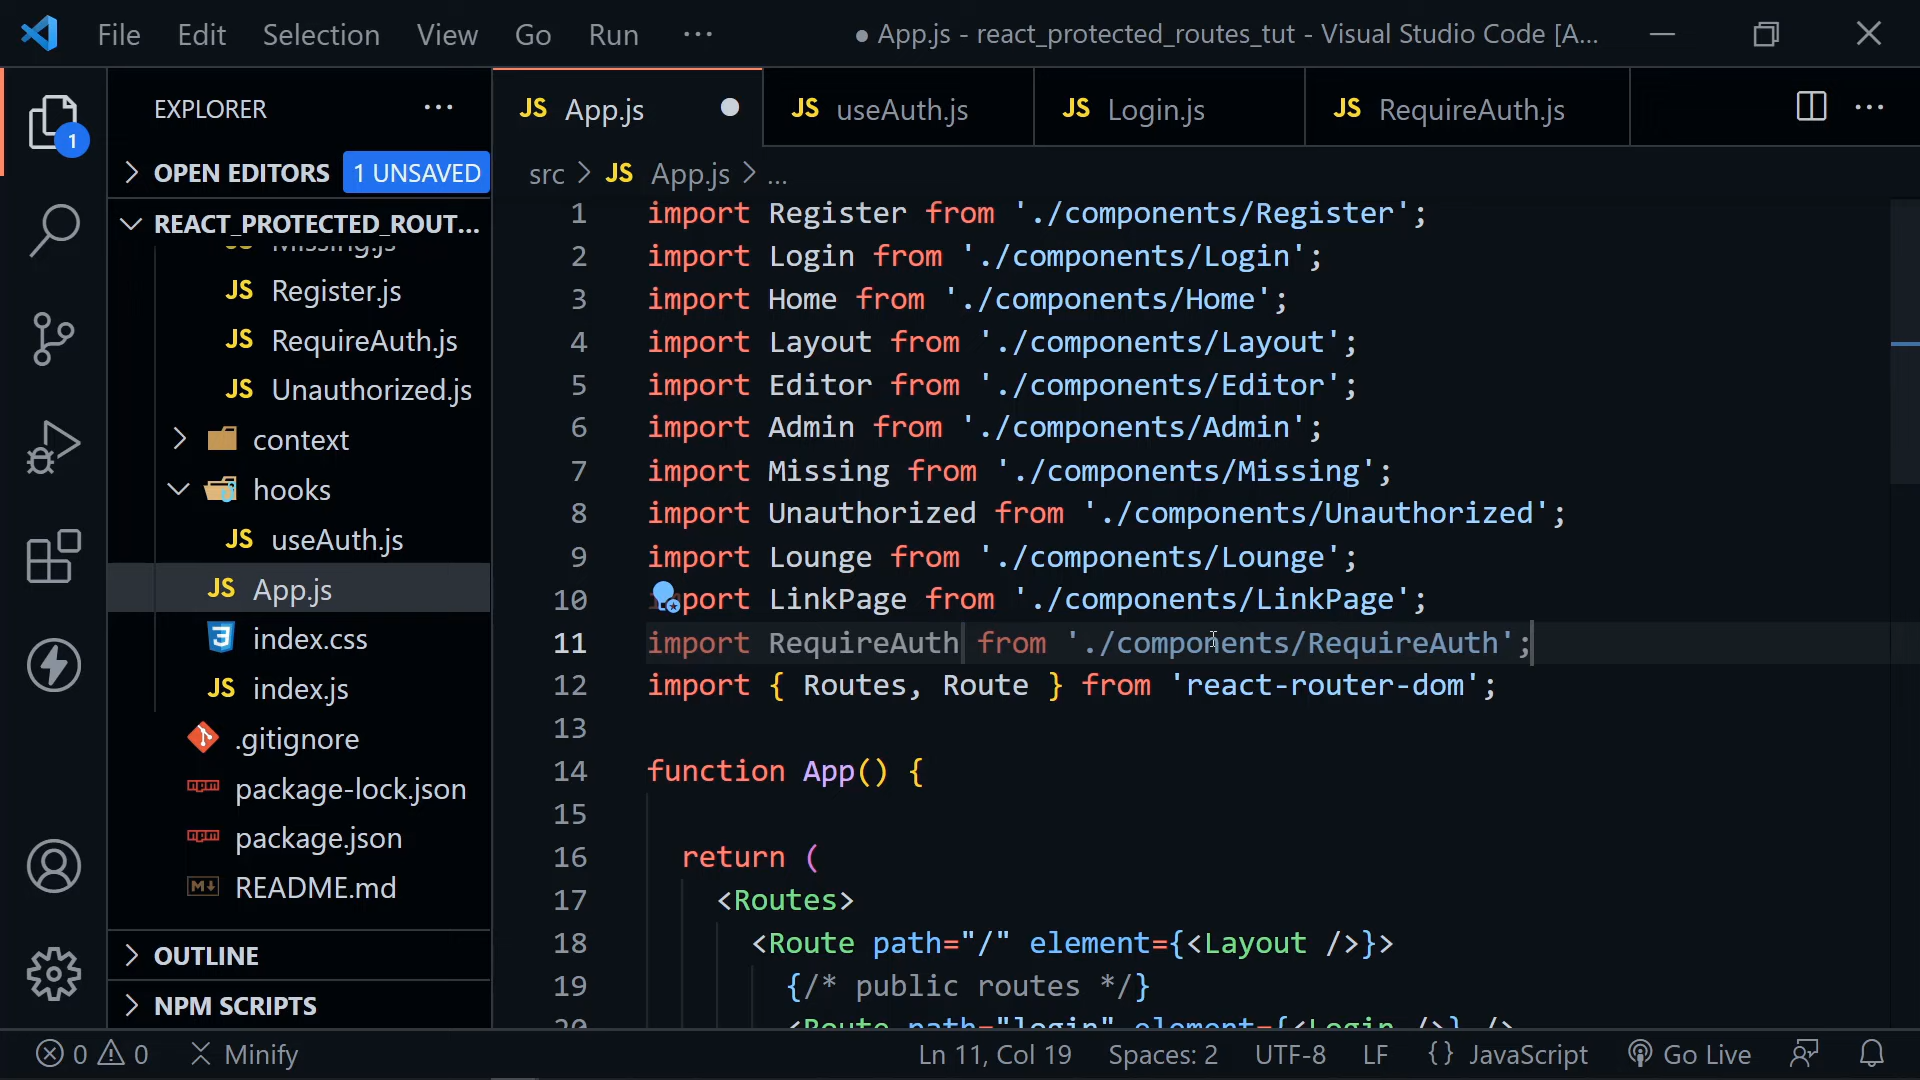 File Edit Selection View Go Run ··· ● App.js - react_protected_routes_tut - Visual Studio Code [A...
EXPLORER ···
1
OPEN EDITORS 1 UNSAVED
REACT_PROTECTED_ROUT...
Missing.js
JS Register.js
JS RequireAuth.js
JS Unauthorized.js
context
hooks
JS useAuth.js
JS App.js
index.css
JS index.js
.gitignore
package-lock.json
package.json
README.md
OUTLINE
NPM SCRIPTS
JS App.js JS useAuth.js JS Login.js JS RequireAuth.js ···
src > JS App.js > ...
1 import Register from './components/Register';
2 import Login from './components/Login';
3 import Home from './components/Home';
4 import Layout from './components/Layout';
5 import Editor from './components/Editor';
6 import Admin from './components/Admin';
7 import Missing from './components/Missing';
8 import Unauthorized from './components/Unauthorized';
9 import Lounge from './components/Lounge';
10 import LinkPage from './components/LinkPage';
11 import RequireAuth from './components/RequireAuth';
12 import { Routes, Route } from 'react-router-dom';
13
14 function App() {
15
16 return (
17 <Routes>
18 <Route path="/" element={<Layout />}>
19 {/* public routes */}
20 <Route path="login" element={<Login />} />
0 0 Minify Ln 11, Col 19 Spaces: 2 UTF-8 LF {} JavaScript Go Live